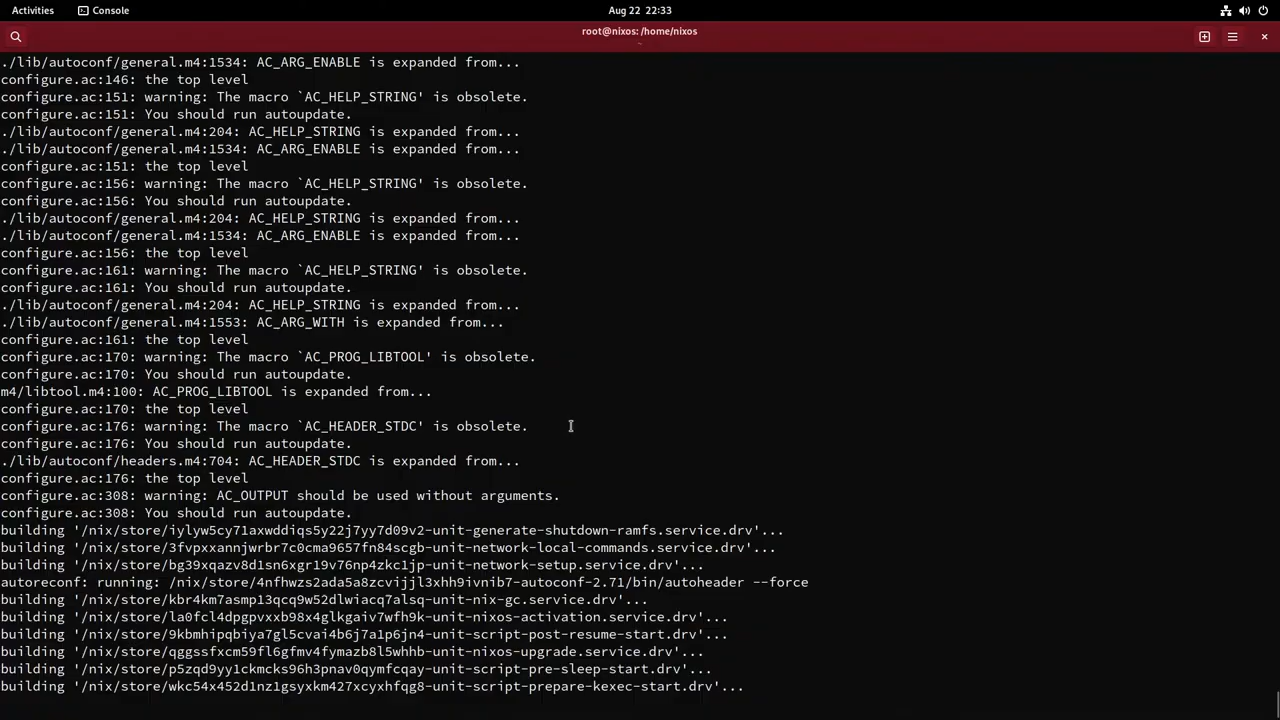 Activities
Console
Aug 22 22:33
root@nixos: /home/nixos
~
./lib/autoconf/general.m4:1534: AC_ARG_ENABLE is expanded from...
configure.ac:146: the top level
configure.ac:151: warning: The macro `AC_HELP_STRING' is obsolete.
configure.ac:151: You should run autoupdate.
./lib/autoconf/general.m4:204: AC_HELP_STRING is expanded from...
./lib/autoconf/general.m4:1534: AC_ARG_ENABLE is expanded from...
configure.ac:151: the top level
configure.ac:156: warning: The macro `AC_HELP_STRING' is obsolete.
configure.ac:156: You should run autoupdate.
./lib/autoconf/general.m4:204: AC_HELP_STRING is expanded from...
./lib/autoconf/general.m4:1534: AC_ARG_ENABLE is expanded from...
configure.ac:156: the top level
configure.ac:161: warning: The macro `AC_HELP_STRING' is obsolete.
configure.ac:161: You should run autoupdate.
./lib/autoconf/general.m4:204: AC_HELP_STRING is expanded from...
./lib/autoconf/general.m4:1553: AC_ARG_WITH is expanded from...
configure.ac:161: the top level
configure.ac:170: warning: The macro `AC_PROG_LIBTOOL' is obsolete.
configure.ac:170: You should run autoupdate.
m4/libtool.m4:100: AC_PROG_LIBTOOL is expanded from...
configure.ac:170: the top level
configure.ac:176: warning: The macro `AC_HEADER_STDC' is obsolete.
configure.ac:176: You should run autoupdate.
./lib/autoconf/headers.m4:704: AC_HEADER_STDC is expanded from...
configure.ac:176: the top level
configure.ac:308: warning: AC_OUTPUT should be used without arguments.
configure.ac:308: You should run autoupdate.
building '/nix/store/iylyw5cy71axwddiqs5y22j7yy7d09v2-unit-generate-shutdown-ramfs.service.drv'...
building '/nix/store/3fvpxxannjwrbr7c0cma9657fn84scgb-unit-network-local-commands.service.drv'...
building '/nix/store/bg39xqazv8d1sn6xgr19v76np4zkc1jp-unit-network-setup.service.drv'...
autoreconf: running: /nix/store/4nfhwzs2ada5a8zcvijjl3xhh9ivnib7-autoconf-2.71/bin/autoheader --force
building '/nix/store/kbr4km7asmp13qcq9w52dlwiacq7alsq-unit-nix-gc.service.drv'...
building '/nix/store/la0fcl4dpgpvxxb98x4glkgaiv7wfh9k-unit-nixos-activation.service.drv'...
building '/nix/store/9kbmhipqbiya7gl5cvai4b6j7a1p6jn4-unit-script-post-resume-start.drv'...
building '/nix/store/qggssfxcm59fl6gfmv4fymazb8l5whhb-unit-nixos-upgrade.service.drv'...
building '/nix/store/p5zqd9yy1ckmcks96h3pnav0qymfcqay-unit-script-pre-sleep-start.drv'...
building '/nix/store/wkc54x452d1nz1gsyxkm427xcyxhfqg8-unit-script-prepare-kexec-start.drv'...